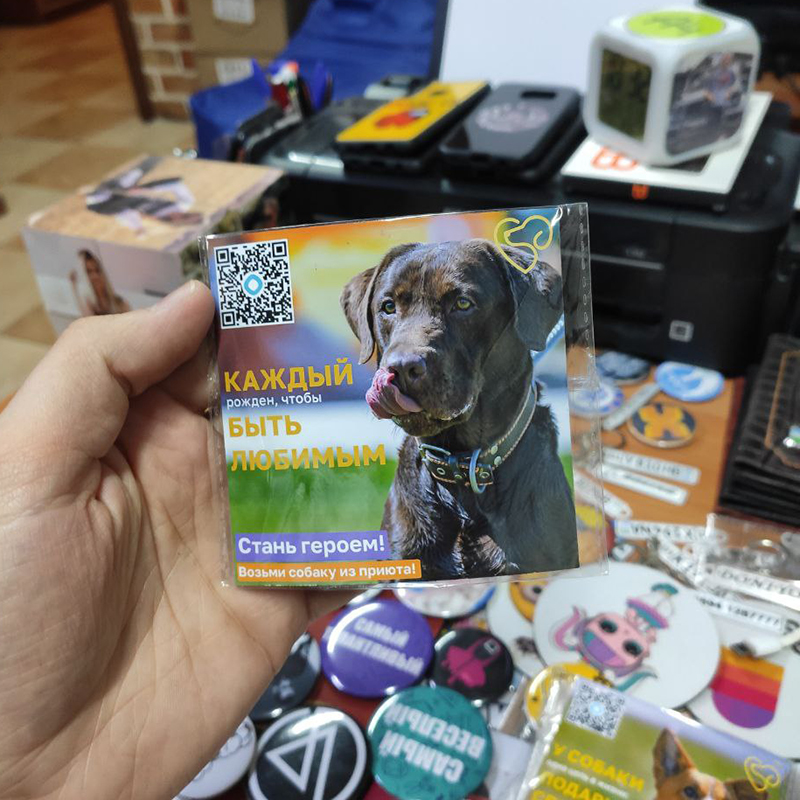 КАЖДЫЙ
рожден, чтобы
БЫТЬ
ЛЮБИМЫМ
Стань героем!
Возьми собаку из приюта!
САМЫЙ
САМЫЙ
ВЕСЕЛЫЙ
У СОБАКИ